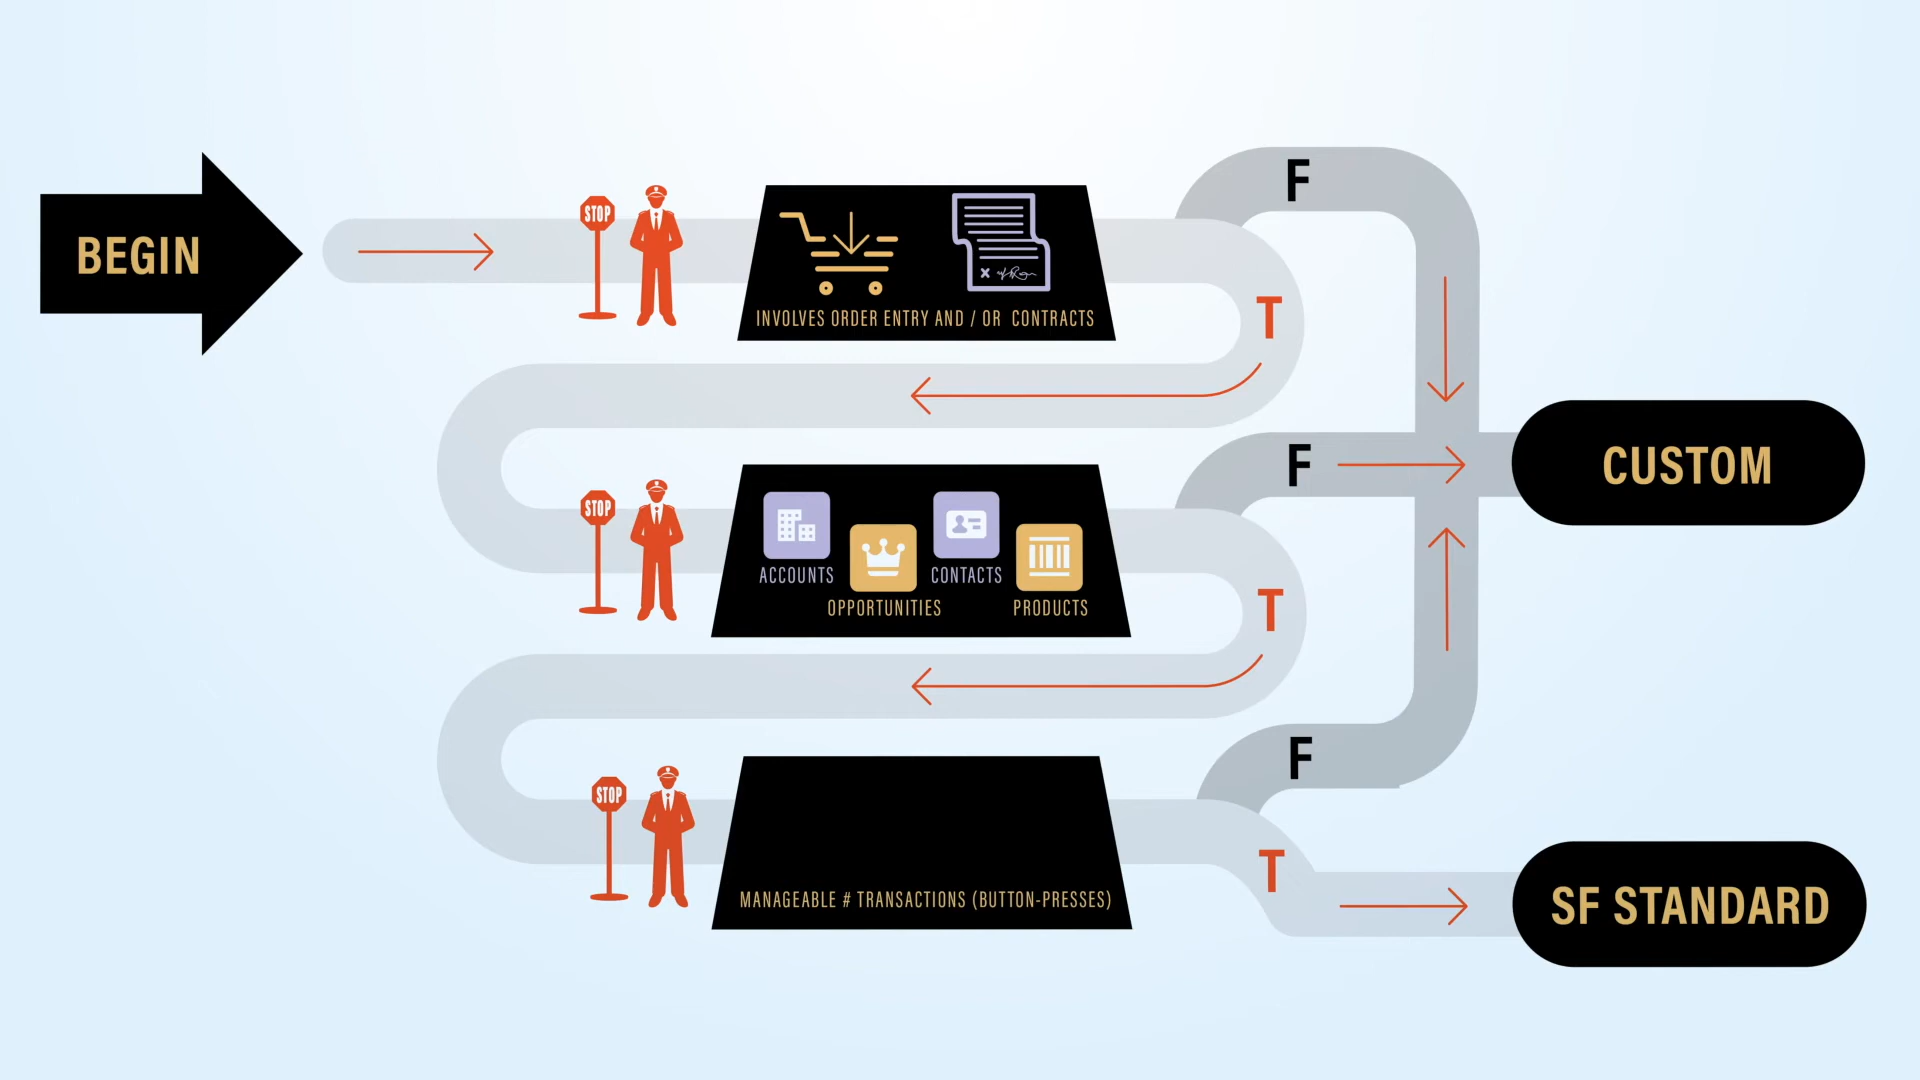 BEGIN
STOP
INVOLVES ORDER ENTRY AND / OR CONTRACTS
F
T
STOP
ACCOUNTS
OPPORTUNITIES
CONTACTS
PRODUCTS
F
T
CUSTOM
STOP
MANAGEABLE # TRANSACTIONS (BUTTON-PRESSES)
F
T
SF STANDARD